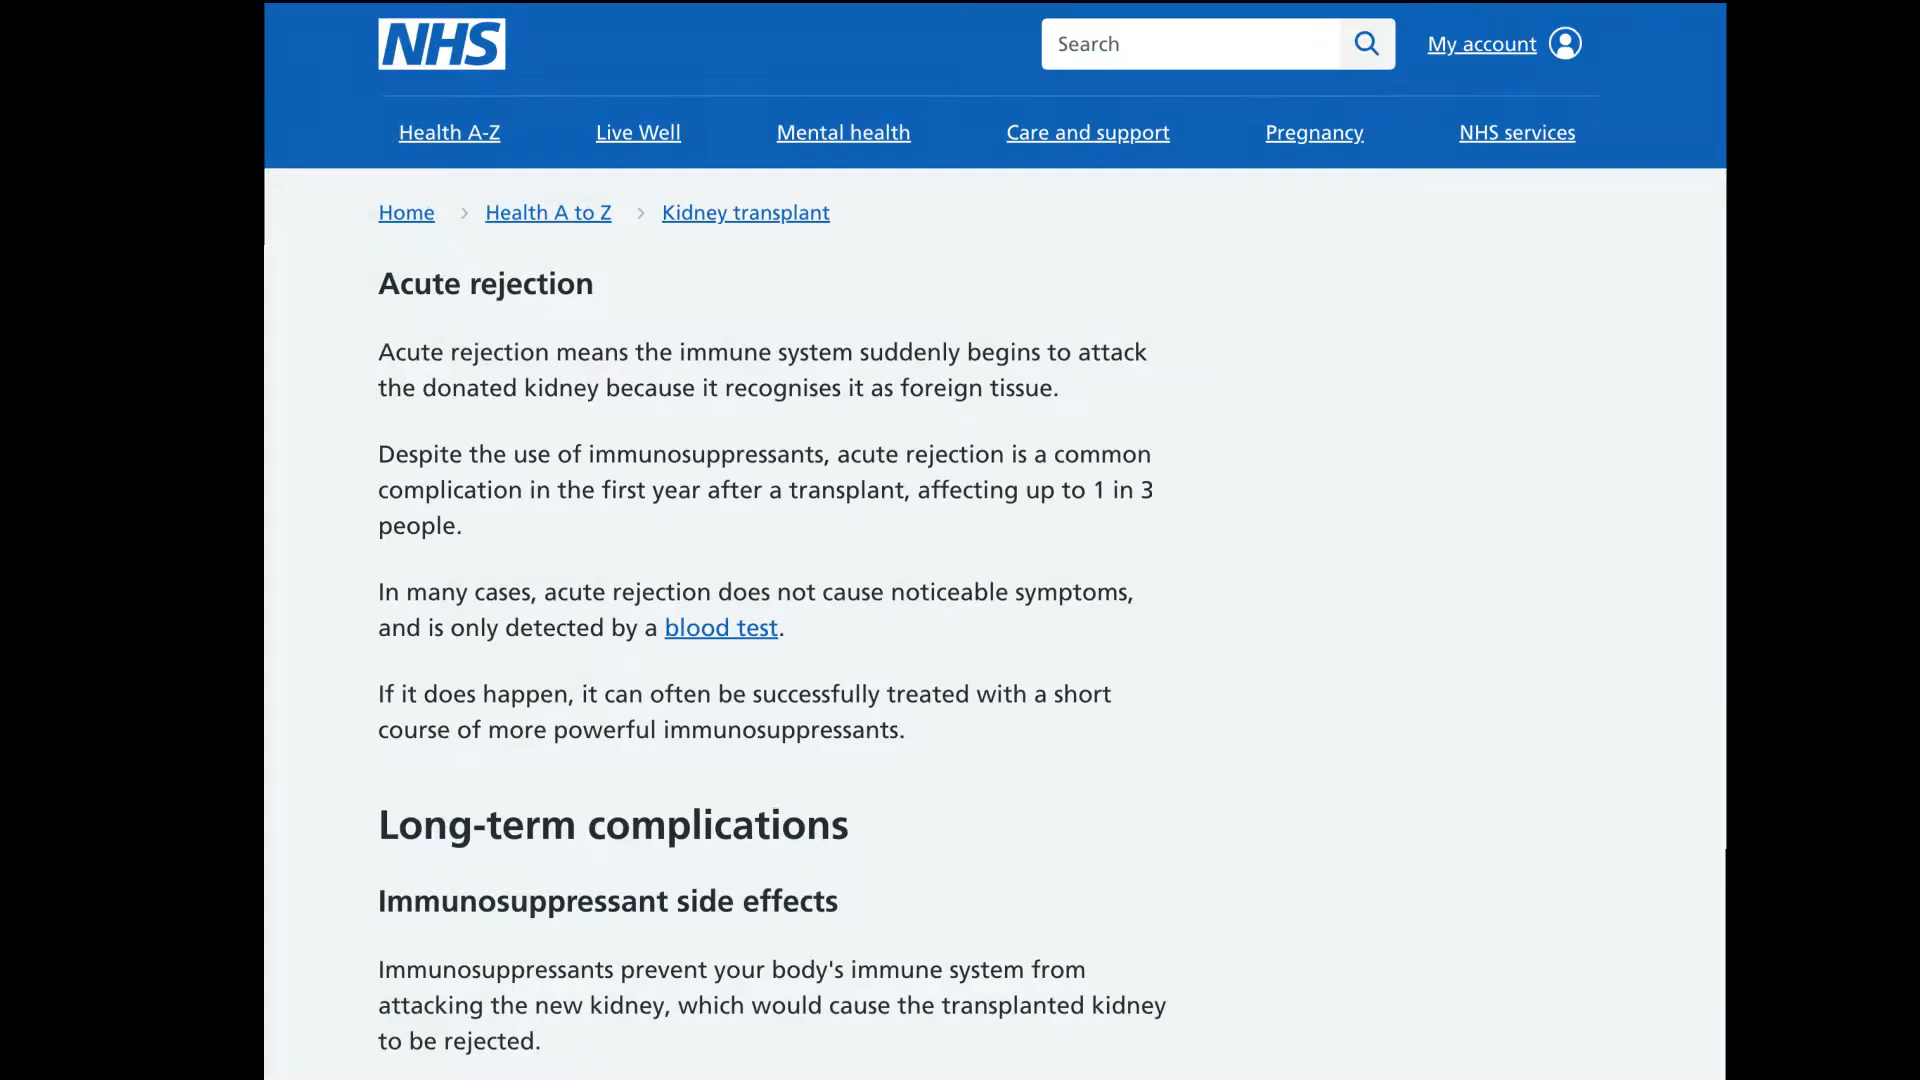 NHS
Search
My account
Health A-Z
Live Well
Mental health
Care and support
Pregnancy
NHS services
Home
Health A to Z
Kidney transplant
Acute rejection
Acute rejection means the immune system suddenly begins to attack
the donated kidney because it recognises it as foreign tissue.
Despite the use of immunosuppressants, acute rejection is a common
complication in the first year after a transplant, affecting up to 1 in 3
people.
In many cases, acute rejection does not cause noticeable symptoms,
and is only detected by a blood test.
If it does happen, it can often be successfully treated with a short
course of more powerful immunosuppressants.
Long-term complications
Immunosuppressant side effects
Immunosuppressants prevent your body's immune system from
attacking the new kidney, which would cause the transplanted kidney
to be rejected.